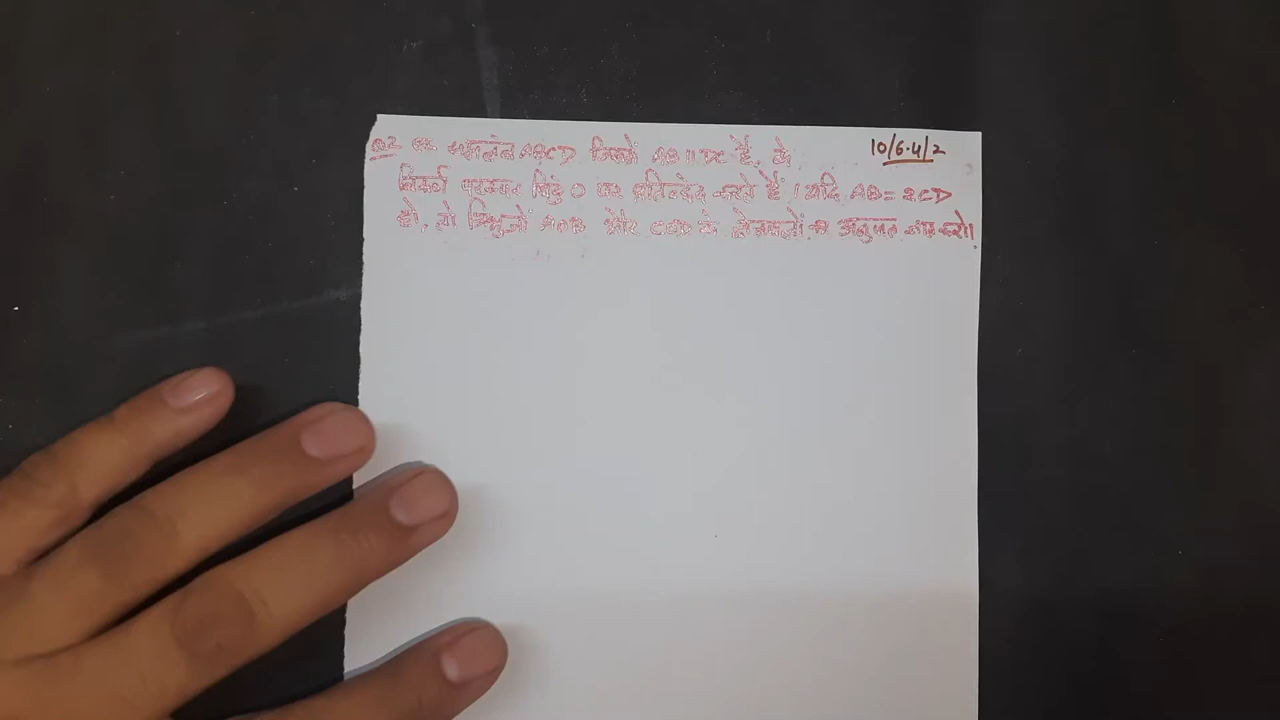 Q2 एक समलंब ABCD जिसमें AB || DC है, के 10/6.4/2
विकर्ण परस्पर बिंदु O पर प्रतिच्छेद करते हैं। यदि AB = 2CD
हो, तो त्रिभुजों AOB और COD के क्षेत्रफलों का अनुपात ज्ञात करो।